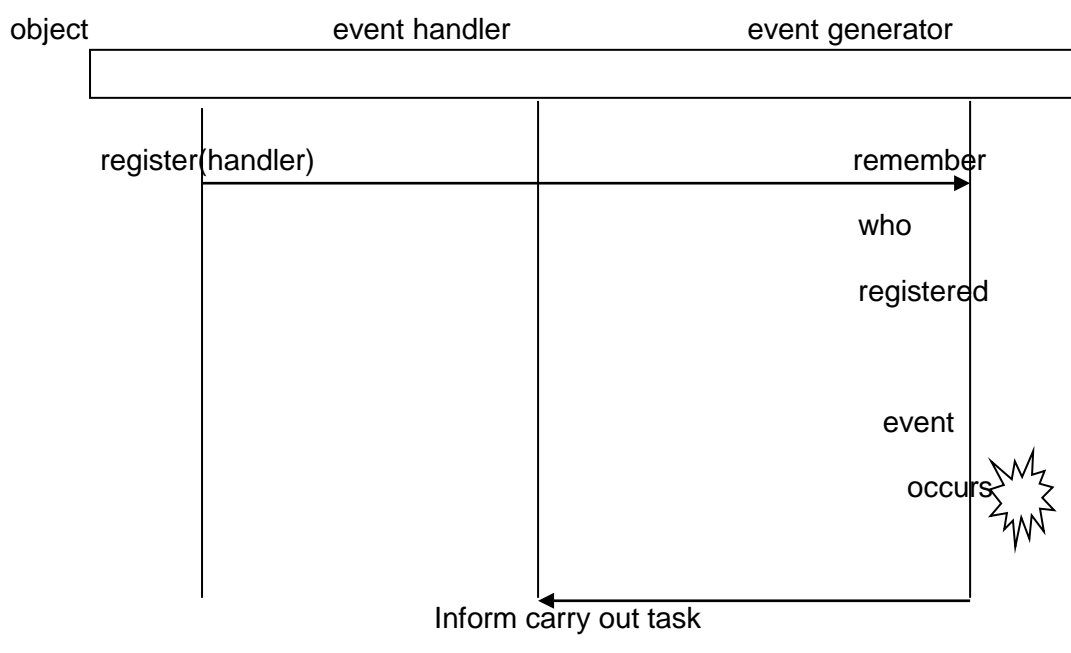 object event handler event generator
register(handler) remember
who
registered
event
occurs
Inform carry out task